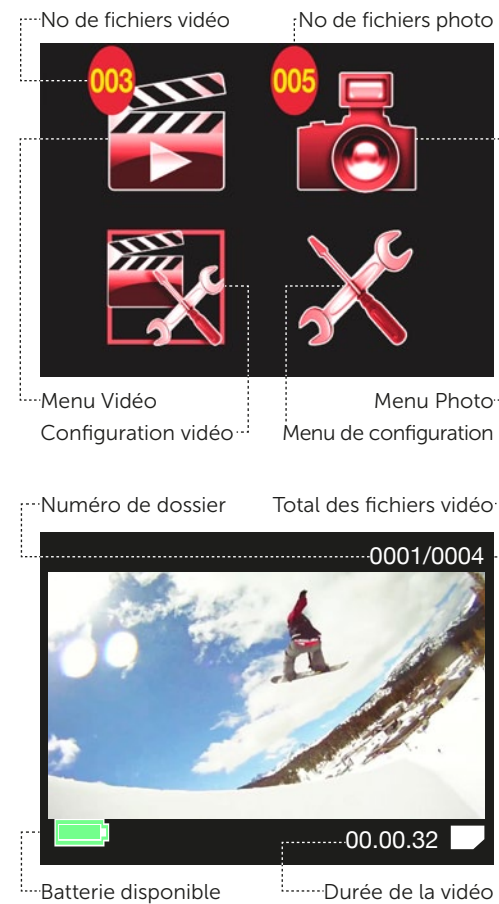 No de fichiers vidéo
No de fichiers photo
003
005
Menu Vidéo
Menu Photo
Configuration vidéo
Menu de configuration
Numéro de dossier
Total des fichiers vidéo
0001/0004
00.00.32
Batterie disponible
Durée de la vidéo